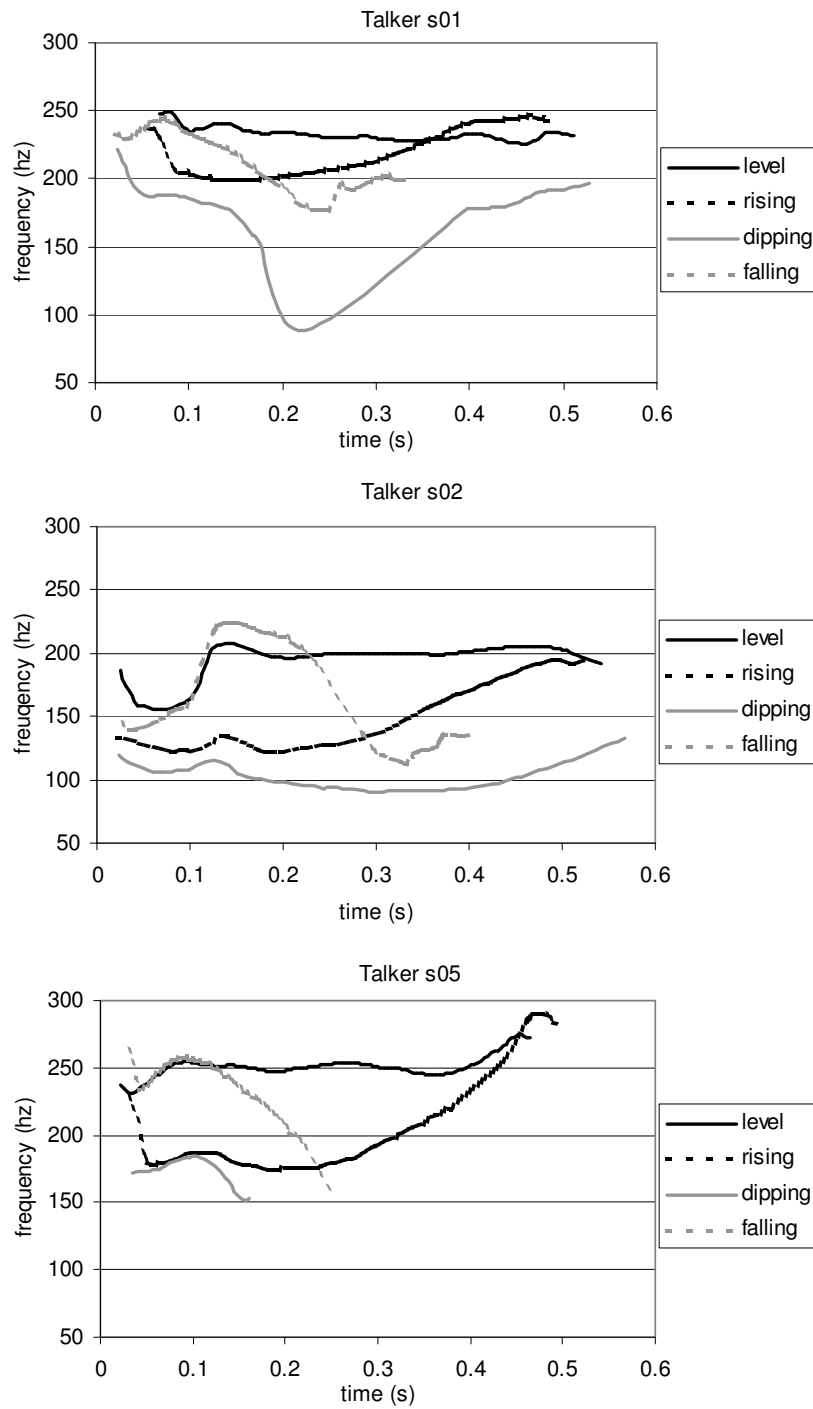 Talker s01
300
250
200
150
100
50
0 0.1 0.2 0.3 0.4 0.5 0.6
time (s)
frequency (hz)
level
rising
dipping
falling
Talker s02
300
250
200
150
100
50
0 0.1 0.2 0.3 0.4 0.5 0.6
time (s)
freuqency (hz)
level
rising
dipping
falling
Talker s05
300
250
200
150
100
50
0 0.1 0.2 0.3 0.4 0.5 0.6
time (s)
frequency (hz)
level
rising
dipping
falling